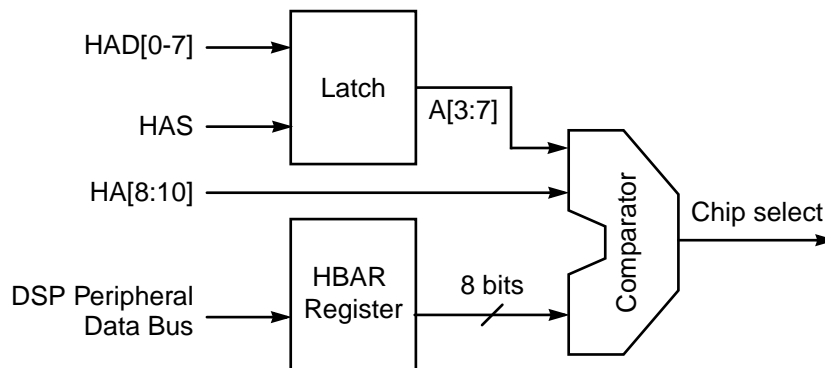 HAD[0-7]
HAS
Latch
A[3:7]
HA[8:10]
DSP Peripheral
Data Bus
HBAR
Register
8 bits
Comparator
Chip select